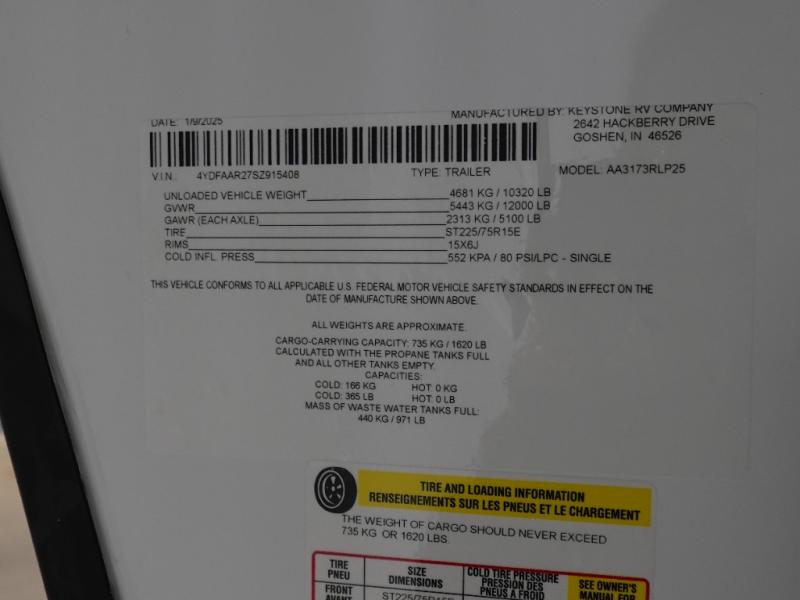 DATE: 1/9/2025
MANUFACTURED BY: KEYSTONE RV COMPANY
2642 HACKBERRY DRIVE
GOSHEN, IN 46526
V.I.N.: 4YDFAAR27SZ915408 TYPE: TRAILER MODEL: AA3173RLP25
UNLOADED VEHICLE WEIGHT 4681 KG / 10320 LB
GVWR 5443 KG / 12000 LB
GAWR (EACH AXLE) 2313 KG / 5100 LB
TIRE ST225/75R15E
RIMS 15X6J
COLD INFL. PRESS 552 KPA / 80 PSI/LPC - SINGLE
THIS VEHICLE CONFORMS TO ALL APPLICABLE U.S. FEDERAL MOTOR VEHICLE SAFETY STANDARDS IN EFFECT ON THE
DATE OF MANUFACTURE SHOWN ABOVE.
ALL WEIGHTS ARE APPROXIMATE.
CARGO-CARRYING CAPACITY: 735 KG / 1620 LB
CALCULATED WITH THE PROPANE TANKS FULL
AND ALL OTHER TANKS EMPTY.
CAPACITIES:
COLD: 166 KG HOT: 0 KG
COLD: 365 LB HOT: 0 LB
MASS OF WASTE WATER TANKS FULL:
440 KG / 971 LB
TIRE AND LOADING INFORMATION
RENSEIGNEMENTS SUR LES PNEUS ET LE CHARGEMENT
THE WEIGHT OF CARGO SHOULD NEVER EXCEED
735 KG OR 1620 LBS.
TIRE
PNEU
SIZE
DIMENSIONS
COLD TIRE PRESSURE
PRESSION DES
PNEUS A FROID
SEE OWNER'S
MANUAL FOR
FRONT
AVANT
ST225/75R15E